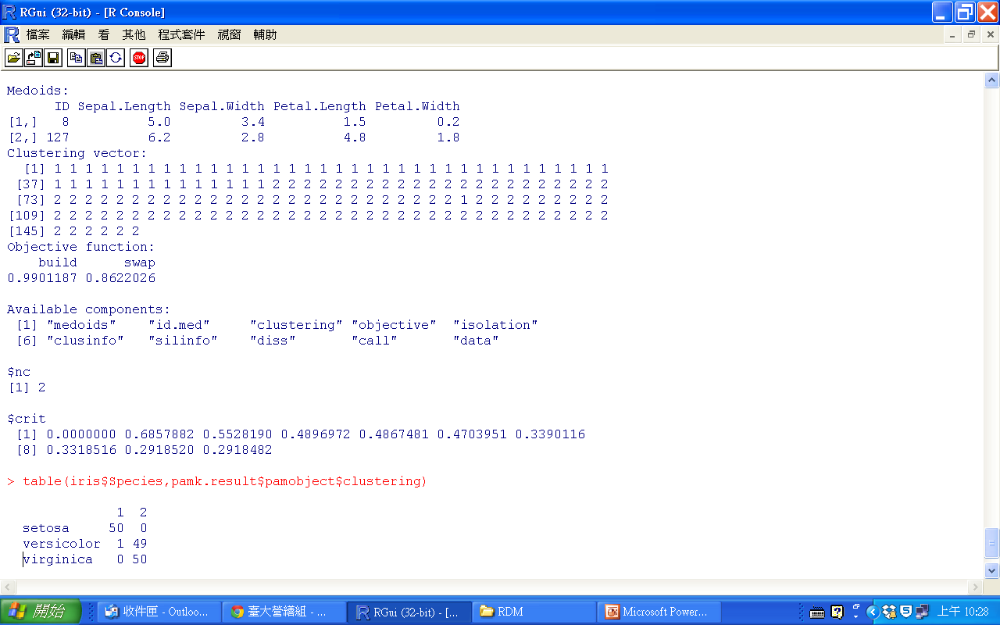 RGui (32-bit) - [R Console]
檔案 編輯 看 其他 程式套件 視窗 輔助
STOP
Medoids:
      ID Sepal.Length Sepal.Width Petal.Length Petal.Width
[1,]   8          5.0         3.4          1.5         0.2
[2,] 127          6.2         2.8          4.8         1.8
Clustering vector:
  [1] 1 1 1 1 1 1 1 1 1 1 1 1 1 1 1 1 1 1 1 1 1 1 1 1 1 1 1 1 1 1 1 1 1 1 1 1
 [37] 1 1 1 1 1 1 1 1 1 1 1 1 1 1 2 2 2 2 2 2 2 2 2 2 2 2 2 2 2 2 2 2 2 2 2 2
 [73] 2 2 2 2 2 2 2 2 2 2 2 2 2 2 2 2 2 2 2 2 2 2 2 2 2 2 1 2 2 2 2 2 2 2 2 2
[109] 2 2 2 2 2 2 2 2 2 2 2 2 2 2 2 2 2 2 2 2 2 2 2 2 2 2 2 2 2 2 2 2 2 2 2 2
[145] 2 2 2 2 2 2
Objective function:
    build      swap
0.9901187 0.8622026
Available components:
 [1] "medoids"    "id.med"     "clustering" "objective"  "isolation"
 [6] "clusinfo"   "silinfo"    "diss"       "call"       "data"
$nc
[1] 2
$crit
 [1] 0.0000000 0.6857882 0.5528190 0.4896972 0.4867481 0.4703951 0.3390116
 [8] 0.3318516 0.2918520 0.2918482
> table(iris$Species,pamk.result$pamobject$clustering)
              1  2
  setosa     50  0
  versicolor  1 49
  virginica   0 50
開始 收件匣 - Outloo... 臺大營繕組 - ... RGui (32-bit) - [... RDM Microsoft Power... 上午 10:28